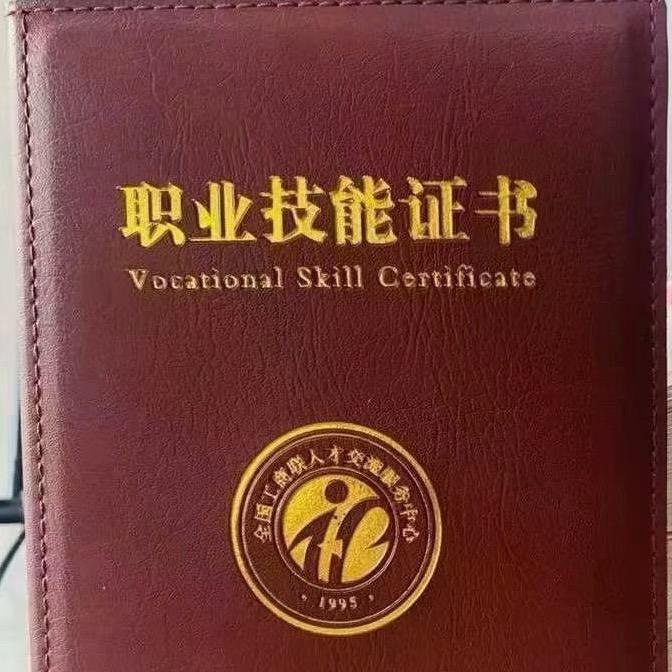 职业技能证书
Vocational Skill Certificate
全国工商联人才交流服务中心
· 1995 ·